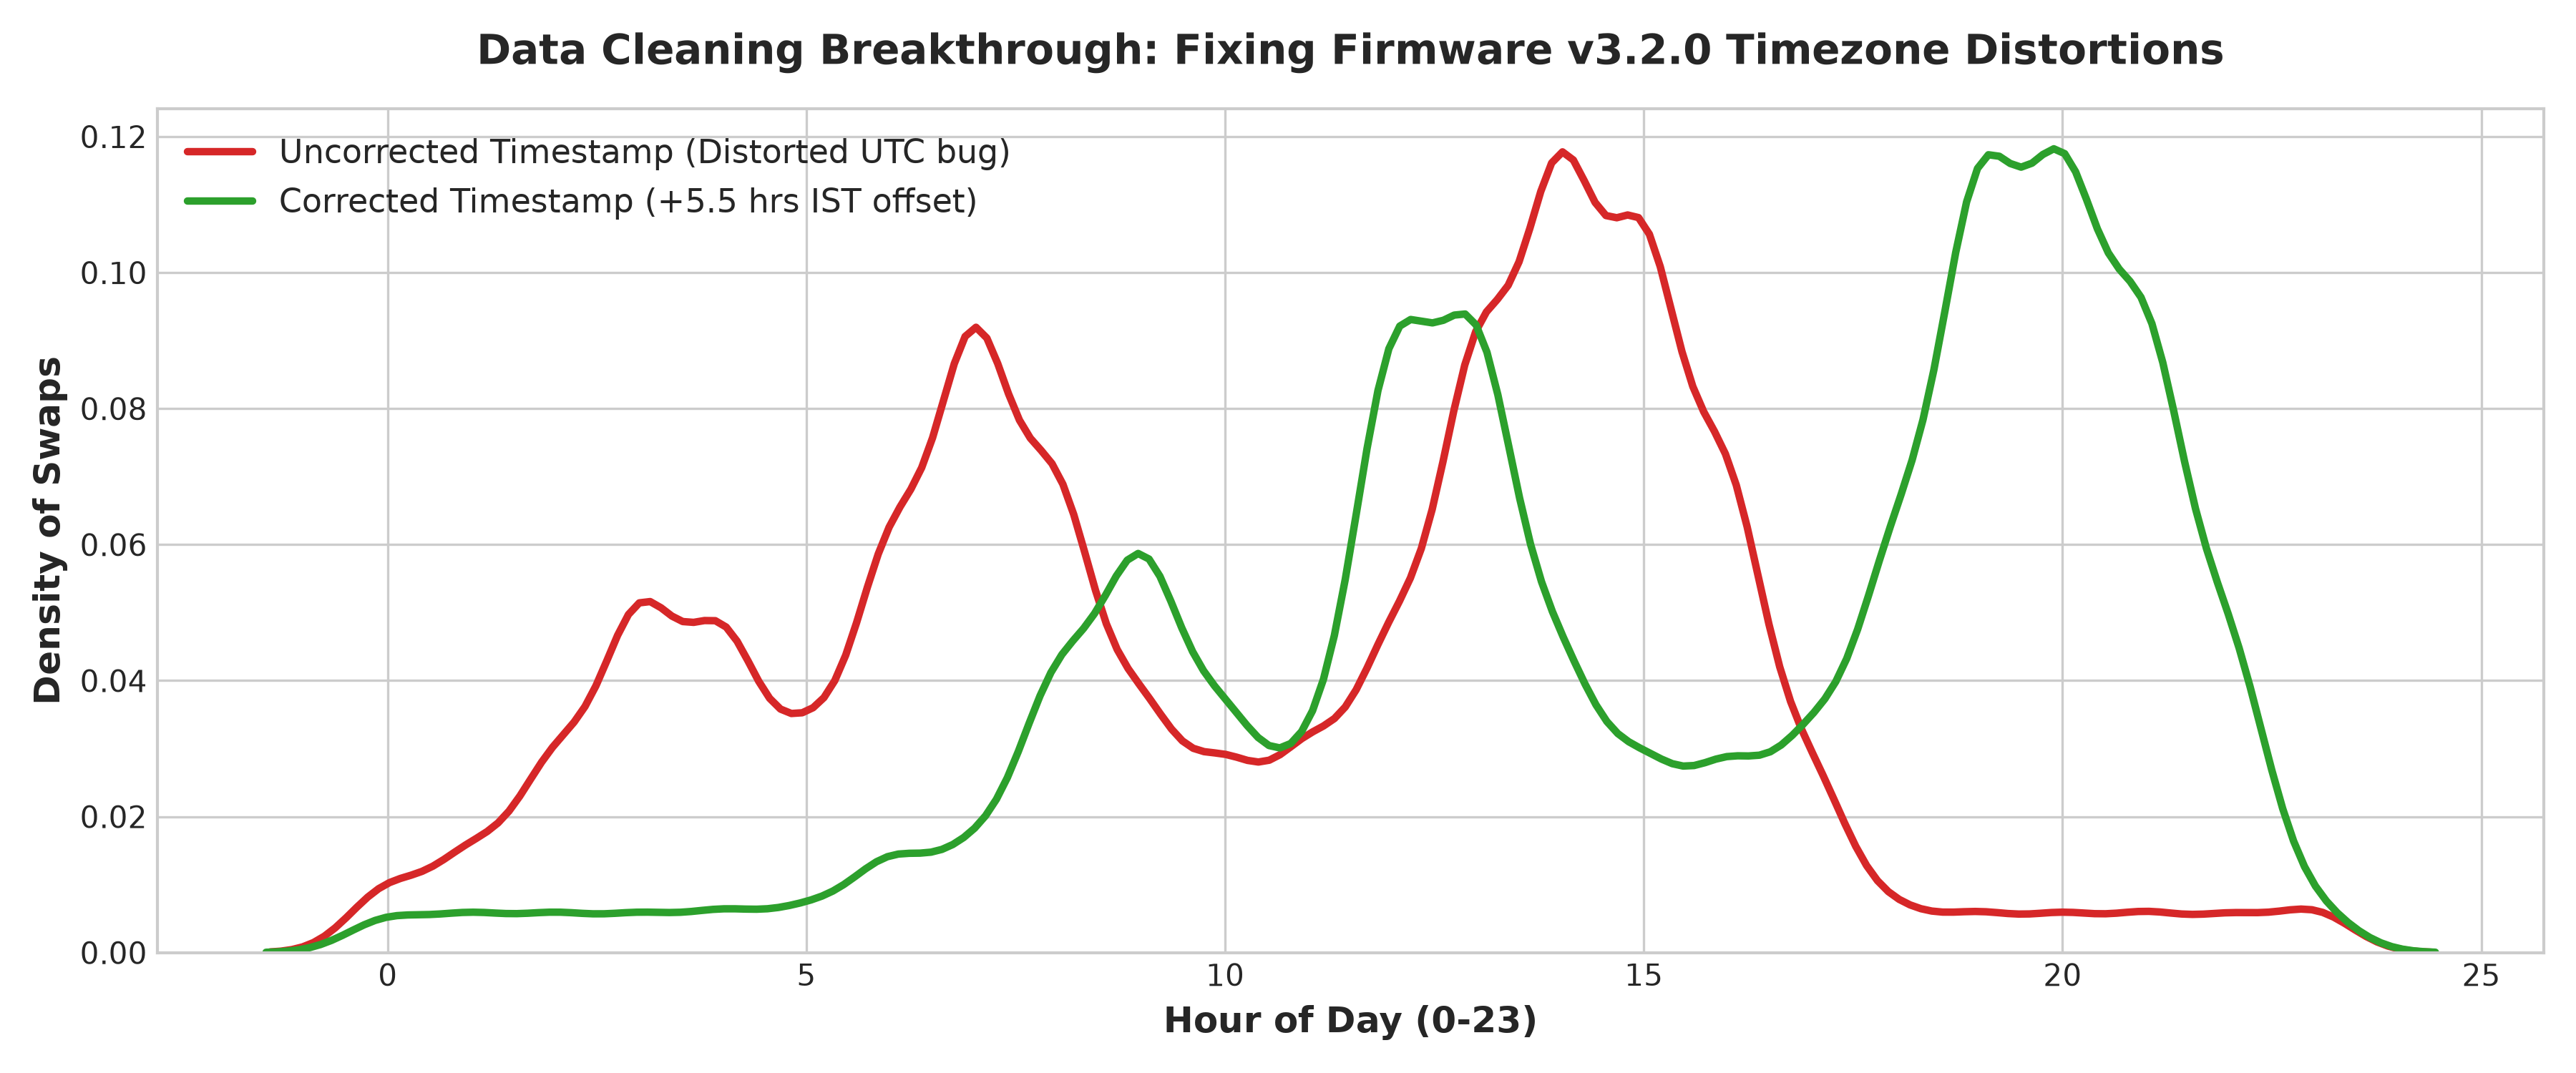 Data Cleaning Breakthrough: Fixing Firmware v3.2.0 Timezone Distortions
Uncorrected Timestamp (Distorted UTC bug)
Corrected Timestamp (+5.5 hrs IST offset)
Density of Swaps
0.12
0.10
0.08
0.06
0.04
0.02
0.00
0 5 10 15 20 25
Hour of Day (0-23)